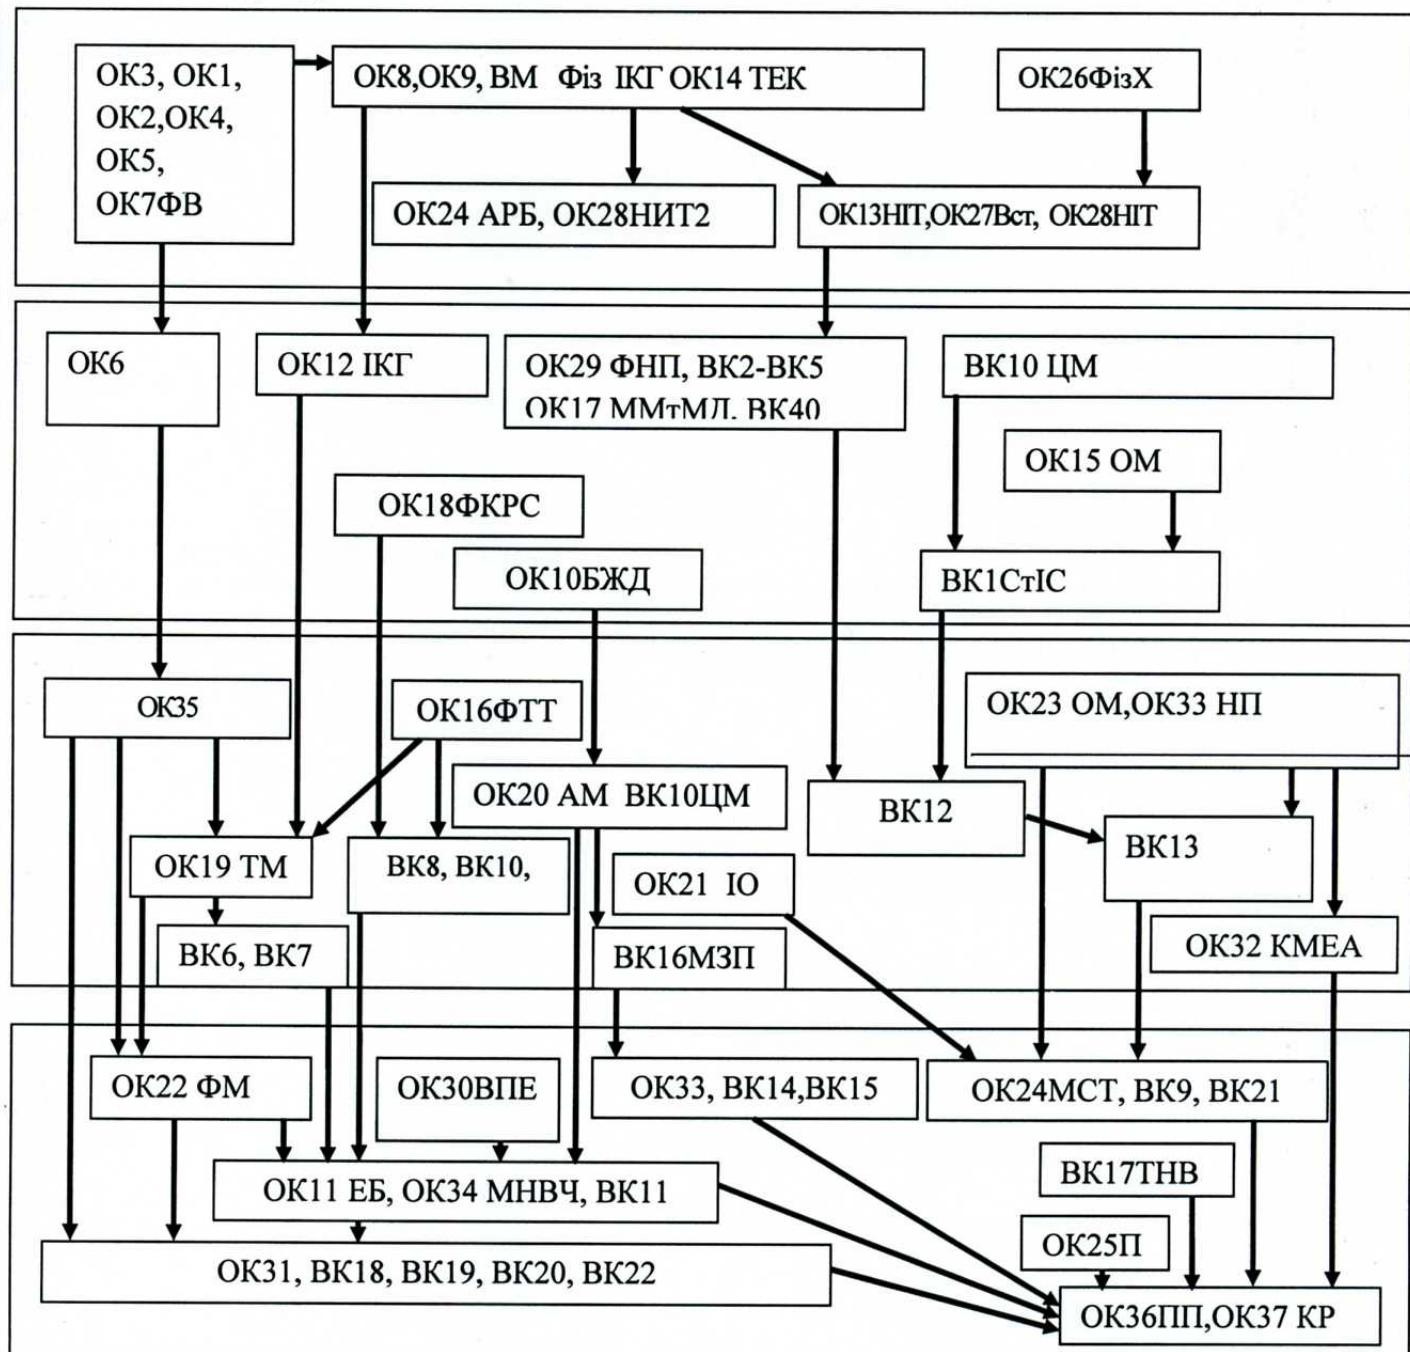 ОК3, ОК1,
ОК2,ОК4,
ОК5,
ОК7ФВ
ОК8,ОК9, ВМ Фіз ІКГ ОК14 ТЕК
ОК26ФізХ
ОК24 АРБ, ОК28НИТ2
ОК13НІТ,ОК27Вст, ОК28НІТ
ОК6
ОК12 ІКГ
ОК29 ФНП, ВК2-ВК5
ОК17 ММтМД, ВК40
ВК10 ЦМ
ОК15 ОМ
ОК18ФКРС
ОК10БЖД
ВК1СтІС
ОК35
ОК16ФТТ
ОК23 ОМ,ОК33 НП
ОК20 АМ ВК10ЦМ
ВК12
ВК13
ОК19 ТМ
ВК8, ВК10,
ОК21 ІО
ВК6, ВК7
ВК16МЗП
ОК32 КМЕА
ОК22 ФМ
ОК30ВПЕ
ОК33, ВК14,ВК15
ОК24МСТ, ВК9, ВК21
ОК11 ЕБ, ОК34 МНВЧ, ВК11
ВК17ТНВ
ОК25П
ОК31, ВК18, ВК19, ВК20, ВК22
ОК36ПП,ОК37 КР